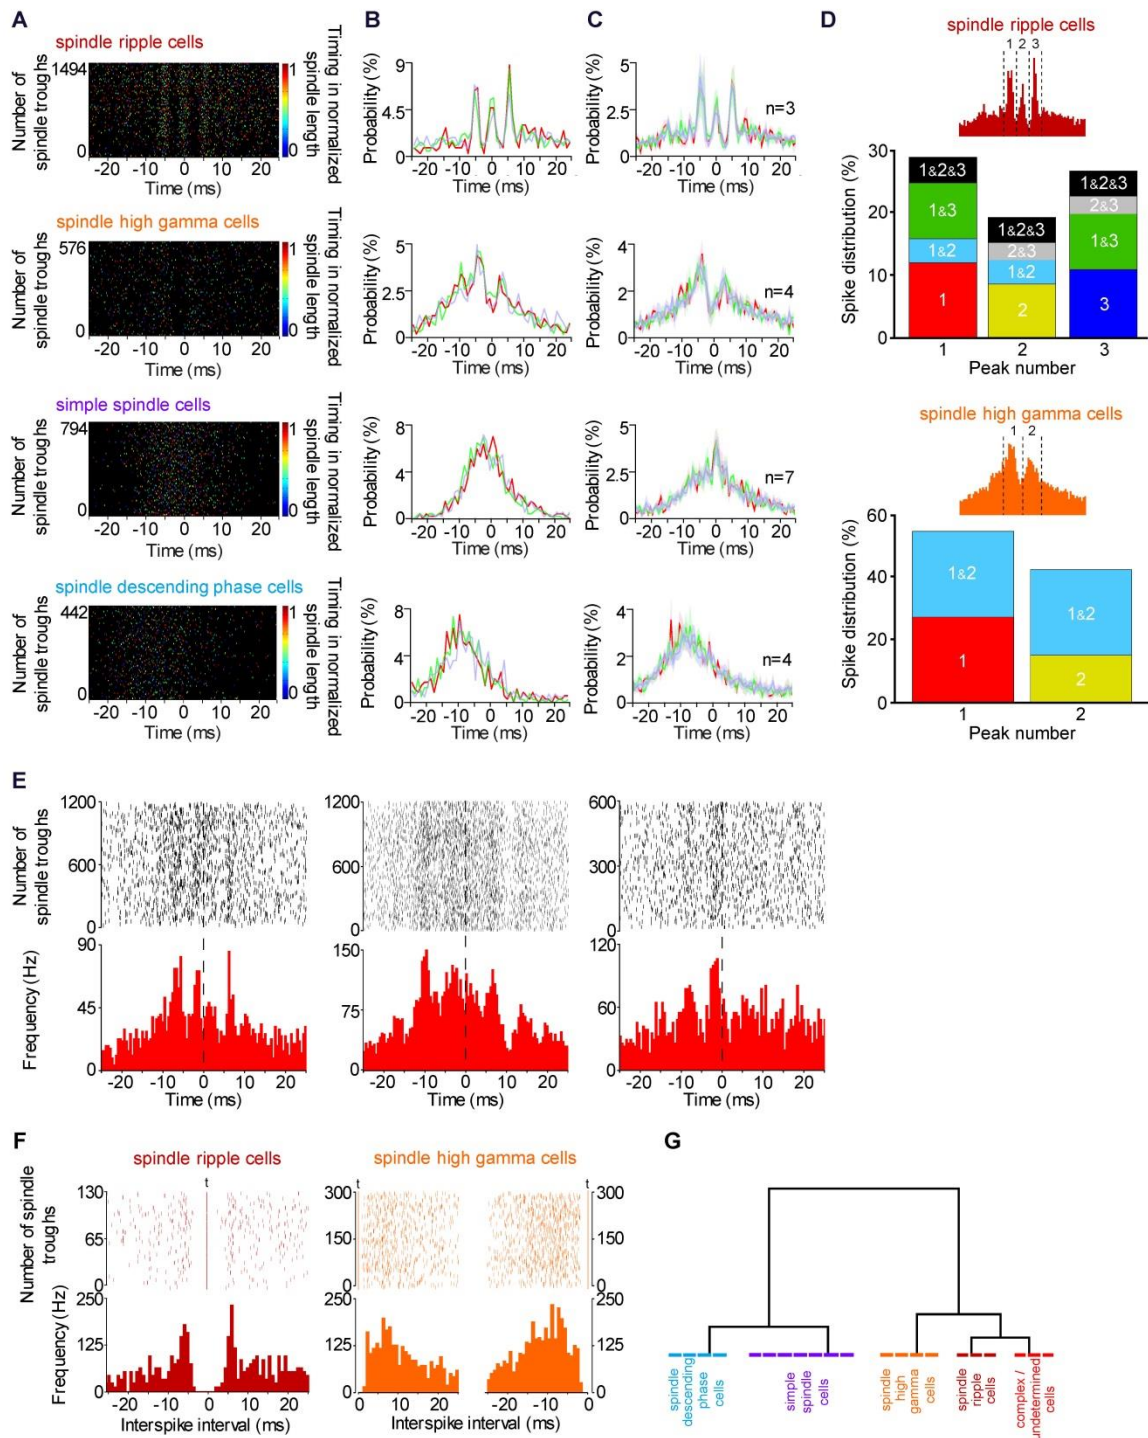 A
B
C
D
spindle ripple cells
Number of
spindle troughs
1494
0
-20 -10 0 10 20
Time (ms)
1
0
Timing in normalized
spindle length
Probability (%)
9
4.5
0
-20 -10 0 10 20
Time (ms)
Probability (%)
5
2.5
0
n=3
-20 -10 0 10 20
Time (ms)
spindle high gamma cells
Number of
spindle troughs
576
0
-20 -10 0 10 20
Time (ms)
1
0
Timing in normalized
spindle length
Probability (%)
5
2.5
0
-20 -10 0 10 20
Time (ms)
Probability (%)
4
2
0
n=4
-20 -10 0 10 20
Time (ms)
simple spindle cells
Number of
spindle troughs
794
0
-20 -10 0 10 20
Time (ms)
1
0
Timing in normalized
spindle length
Probability (%)
8
4
0
-20 -10 0 10 20
Time (ms)
Probability (%)
5
2.5
0
n=7
-20 -10 0 10 20
Time (ms)
spindle descending phase cells
Number of
spindle troughs
442
0
-20 -10 0 10 20
Time (ms)
1
0
Timing in normalized
spindle length
Probability (%)
8
4
0
-20 -10 0 10 20
Time (ms)
Probability (%)
4
2
0
n=4
-20 -10 0 10 20
Time (ms)
spindle ripple cells
1 2 3
Spike distribution (%)
30
20
10
0
1&2&3
1&3
1&2
1
1&2&3
2&3
1&2
2
1&2&3
2&3
1&3
3
1 2 3
Peak number
spindle high gamma cells
1 2
Spike distribution (%)
60
40
20
0
1&2
1
1&2
2
1 2
Peak number
E
Number of
spindle troughs
1200
600
0
1200
600
0
600
300
0
Frequency (Hz)
90
45
0
-20 -10 0 10 20
Time (ms)
150
75
0
-20 -10 0 10 20
Time (ms)
120
60
0
-20 -10 0 10 20
Time (ms)
F
spindle ripple cells
Number of spindle
troughs
130
65
0
t
Frequency (Hz)
250
125
0
-20 -10 0 10 20
Interspike interval (ms)
spindle high gamma cells
t
t
300
150
0
300
150
0
250
125
0
250
125
0
0 10 20 -20 -10 0
Interspike interval (ms)
G
spindle
descending
phase
cells
simple
spindle
cells
spindle
high
gamma
cells
spindle
ripple
cells
complex /
undetermined
cells